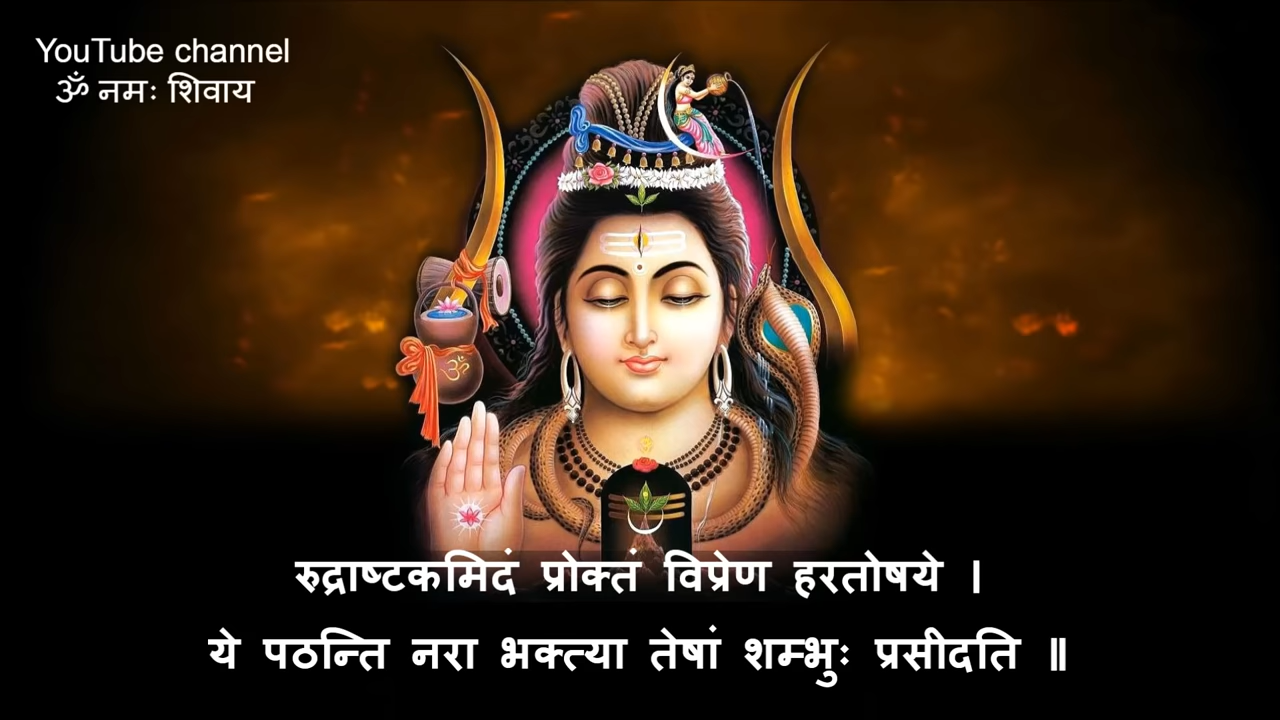 YouTube channel
ॐ नमः शिवाय
ॐ
रुद्राष्टकमिदं प्रोक्तं विप्रेण हरतोषये ।
ये पठन्ति नरा भक्त्या तेषां शम्भुः प्रसीदति ॥